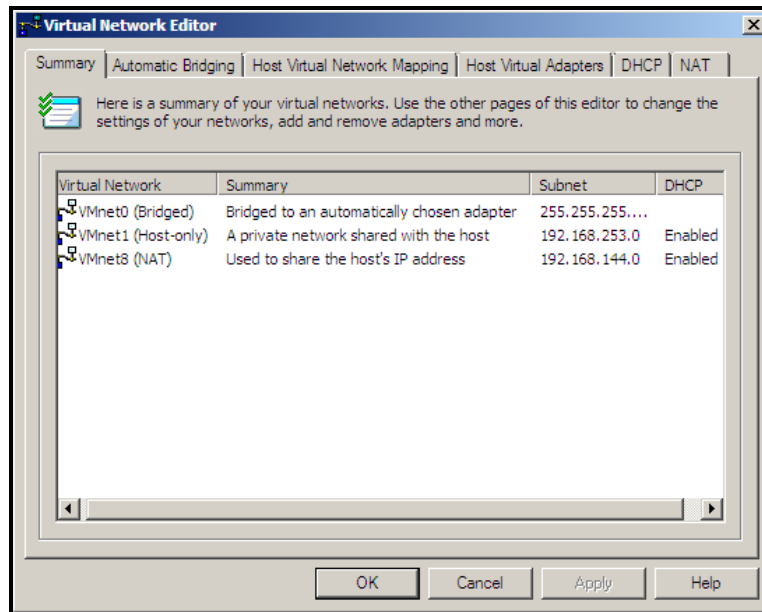 Virtual Network Editor
Summary Automatic Bridging Host Virtual Network Mapping Host Virtual Adapters DHCP NAT
Here is a summary of your virtual networks. Use the other pages of this editor to change the
settings of your networks, add and remove adapters and more.
Virtual Network Summary Subnet DHCP
VMnet0 (Bridged) Bridged to an automatically chosen adapter 255.255.255....
VMnet1 (Host-only) A private network shared with the host 192.168.253.0 Enabled
VMnet8 (NAT) Used to share the host's IP address 192.168.144.0 Enabled
OK Cancel Apply Help